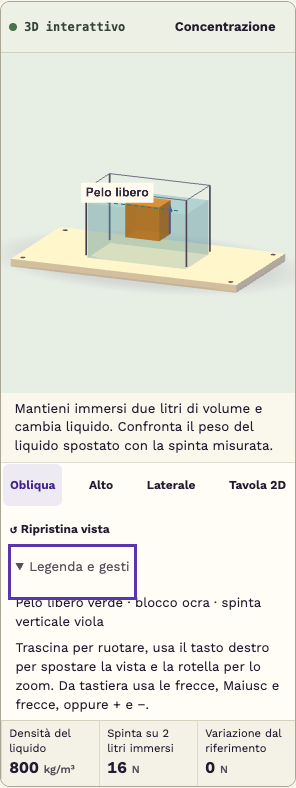 3D interattivo
Concentrazione
Pelo libero
Mantieni immersi due litri di volume e
cambia liquido. Confronta il peso del
liquido spostato con la spinta misurata.
Obliqua
Alto
Laterale
Tavola 2D
↺ Ripristina vista
▼ Legenda e gesti
Pelo libero verde · blocco ocra · spinta
verticale viola
Trascina per ruotare, usa il tasto destro
per spostare la vista e la rotella per lo
zoom. Da tastiera usa le frecce, Maiusc e
frecce, oppure + e −.
Densità del
liquido
800 kg/m³
Spinta su 2
litri immersi
16 N
Variazione dal
riferimento
0 N